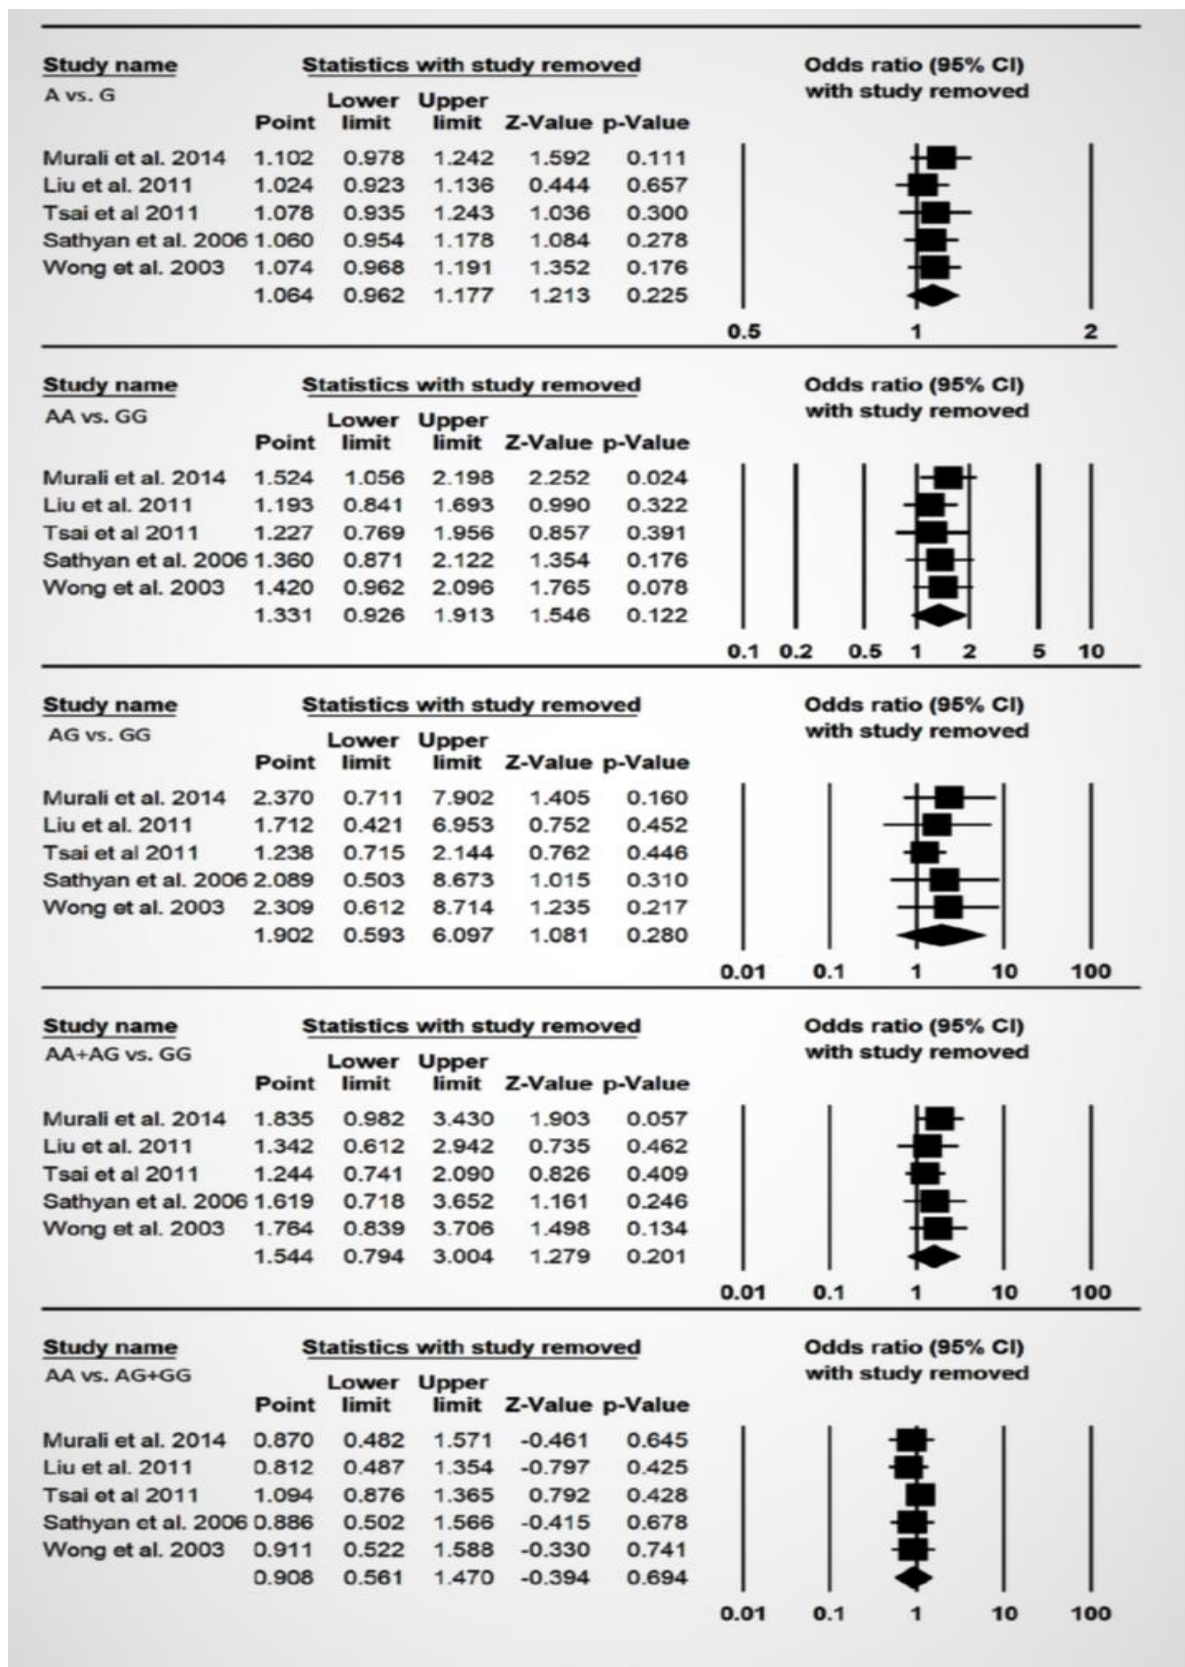 Study name Statistics with study removed Odds ratio (95% CI)
A vs. G Lower Upper with study removed
Point limit limit Z-Value p-Value
Murali et al. 2014 1.102 0.978 1.242 1.592 0.111
Liu et al. 2011 1.024 0.923 1.136 0.444 0.657
Tsai et al 2011 1.078 0.935 1.243 1.036 0.300
Sathyan et al. 2006 1.060 0.954 1.178 1.084 0.278
Wong et al. 2003 1.074 0.968 1.191 1.352 0.176
1.064 0.962 1.177 1.213 0.225
0.5 1 2
Study name Statistics with study removed Odds ratio (95% CI)
AA vs. GG Lower Upper with study removed
Point limit limit Z-Value p-Value
Murali et al. 2014 1.524 1.056 2.198 2.252 0.024
Liu et al. 2011 1.193 0.841 1.693 0.990 0.322
Tsai et al 2011 1.227 0.769 1.956 0.857 0.391
Sathyan et al. 2006 1.360 0.871 2.122 1.354 0.176
Wong et al. 2003 1.420 0.962 2.096 1.765 0.078
1.331 0.926 1.913 1.546 0.122
0.1 0.2 0.5 1 2 5 10
Study name Statistics with study removed Odds ratio (95% CI)
AG vs. GG Lower Upper with study removed
Point limit limit Z-Value p-Value
Murali et al. 2014 2.370 0.711 7.902 1.405 0.160
Liu et al. 2011 1.712 0.421 6.953 0.752 0.452
Tsai et al 2011 1.238 0.715 2.144 0.762 0.446
Sathyan et al. 2006 2.089 0.503 8.673 1.015 0.310
Wong et al. 2003 2.309 0.612 8.714 1.235 0.217
1.902 0.593 6.097 1.081 0.280
0.01 0.1 1 10 100
Study name Statistics with study removed Odds ratio (95% CI)
AA+AG vs. GG Lower Upper with study removed
Point limit limit Z-Value p-Value
Murali et al. 2014 1.835 0.982 3.430 1.903 0.057
Liu et al. 2011 1.342 0.612 2.942 0.735 0.462
Tsai et al 2011 1.244 0.741 2.090 0.826 0.409
Sathyan et al. 2006 1.619 0.718 3.652 1.161 0.246
Wong et al. 2003 1.764 0.839 3.706 1.498 0.134
1.544 0.794 3.004 1.279 0.201
0.01 0.1 1 10 100
Study name Statistics with study removed Odds ratio (95% CI)
AA vs. AG+GG Lower Upper with study removed
Point limit limit Z-Value p-Value
Murali et al. 2014 0.870 0.482 1.571 -0.461 0.645
Liu et al. 2011 0.812 0.487 1.354 -0.797 0.425
Tsai et al 2011 1.094 0.876 1.365 0.792 0.428
Sathyan et al. 2006 0.886 0.502 1.566 -0.415 0.678
Wong et al. 2003 0.911 0.522 1.588 -0.330 0.741
0.908 0.561 1.470 -0.394 0.694
0.01 0.1 1 10 100